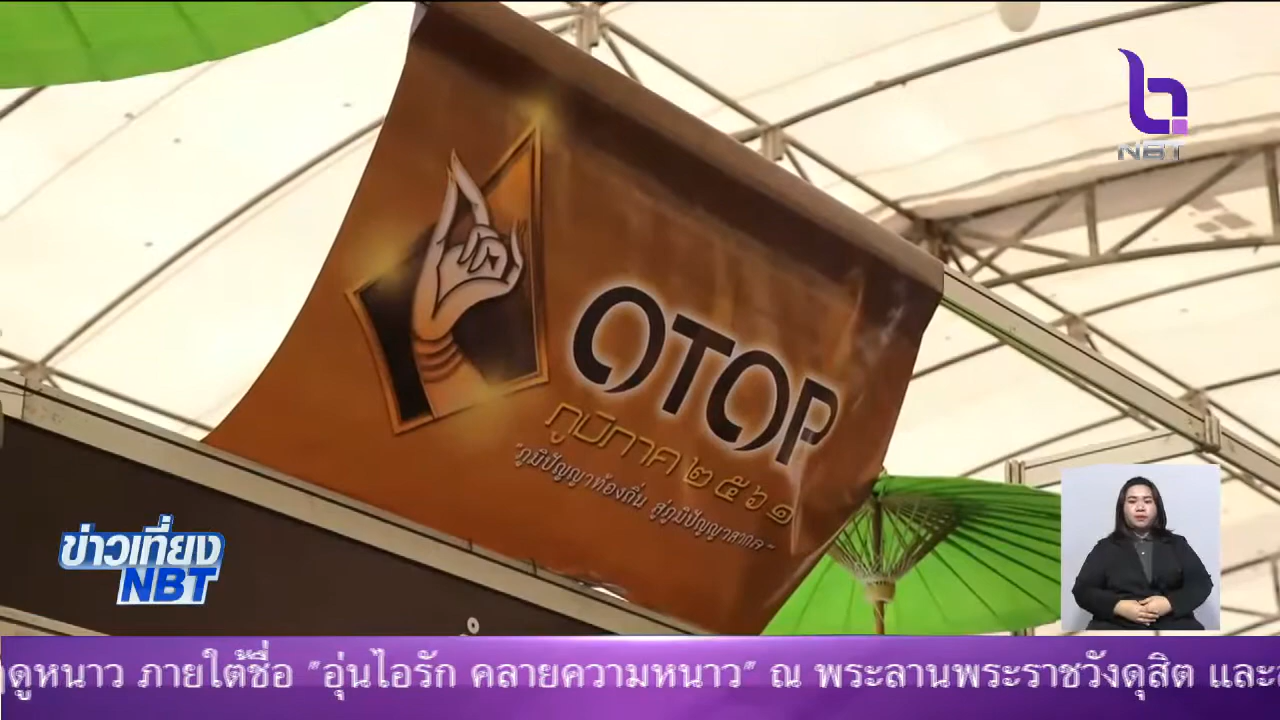 NBT
OTOP
ภูมิภาค ๒๕๖๑
"ภูมิปัญญาท้องถิ่น สู่ภูมิปัญญาสากล"
ข่าวเที่ยง
NBT
ดูหนาว ภายใต้ชื่อ "อุ่นไอรัก คลายความหนาว" ณ พระลานพระราชวังดุสิต และ